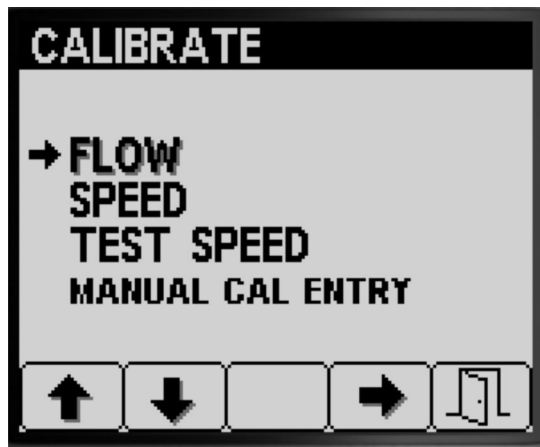 CALIBRATE
FLOW
SPEED
TEST SPEED
MANUAL CAL ENTRY